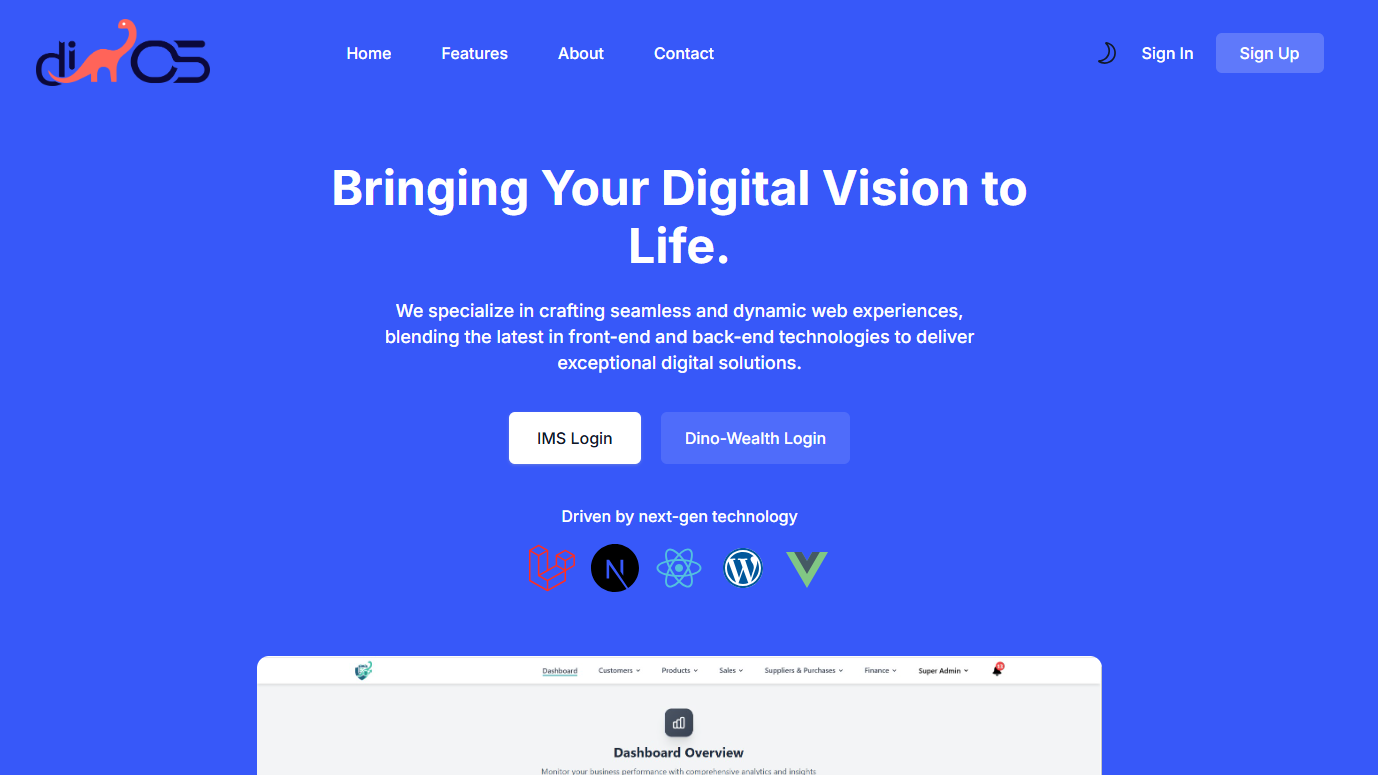 dinOS
Home Features About Contact
Sign In Sign Up
Bringing Your Digital Vision to
Life.
We specialize in crafting seamless and dynamic web experiences,
blending the latest in front-end and back-end technologies to deliver
exceptional digital solutions.
IMS Login Dino-Wealth Login
Driven by next-gen technology
Dashboard Customers Products Sales Suppliers & Purchases Finance Super Admin
Dashboard Overview
Monitor your business performance with comprehensive analytics and insights